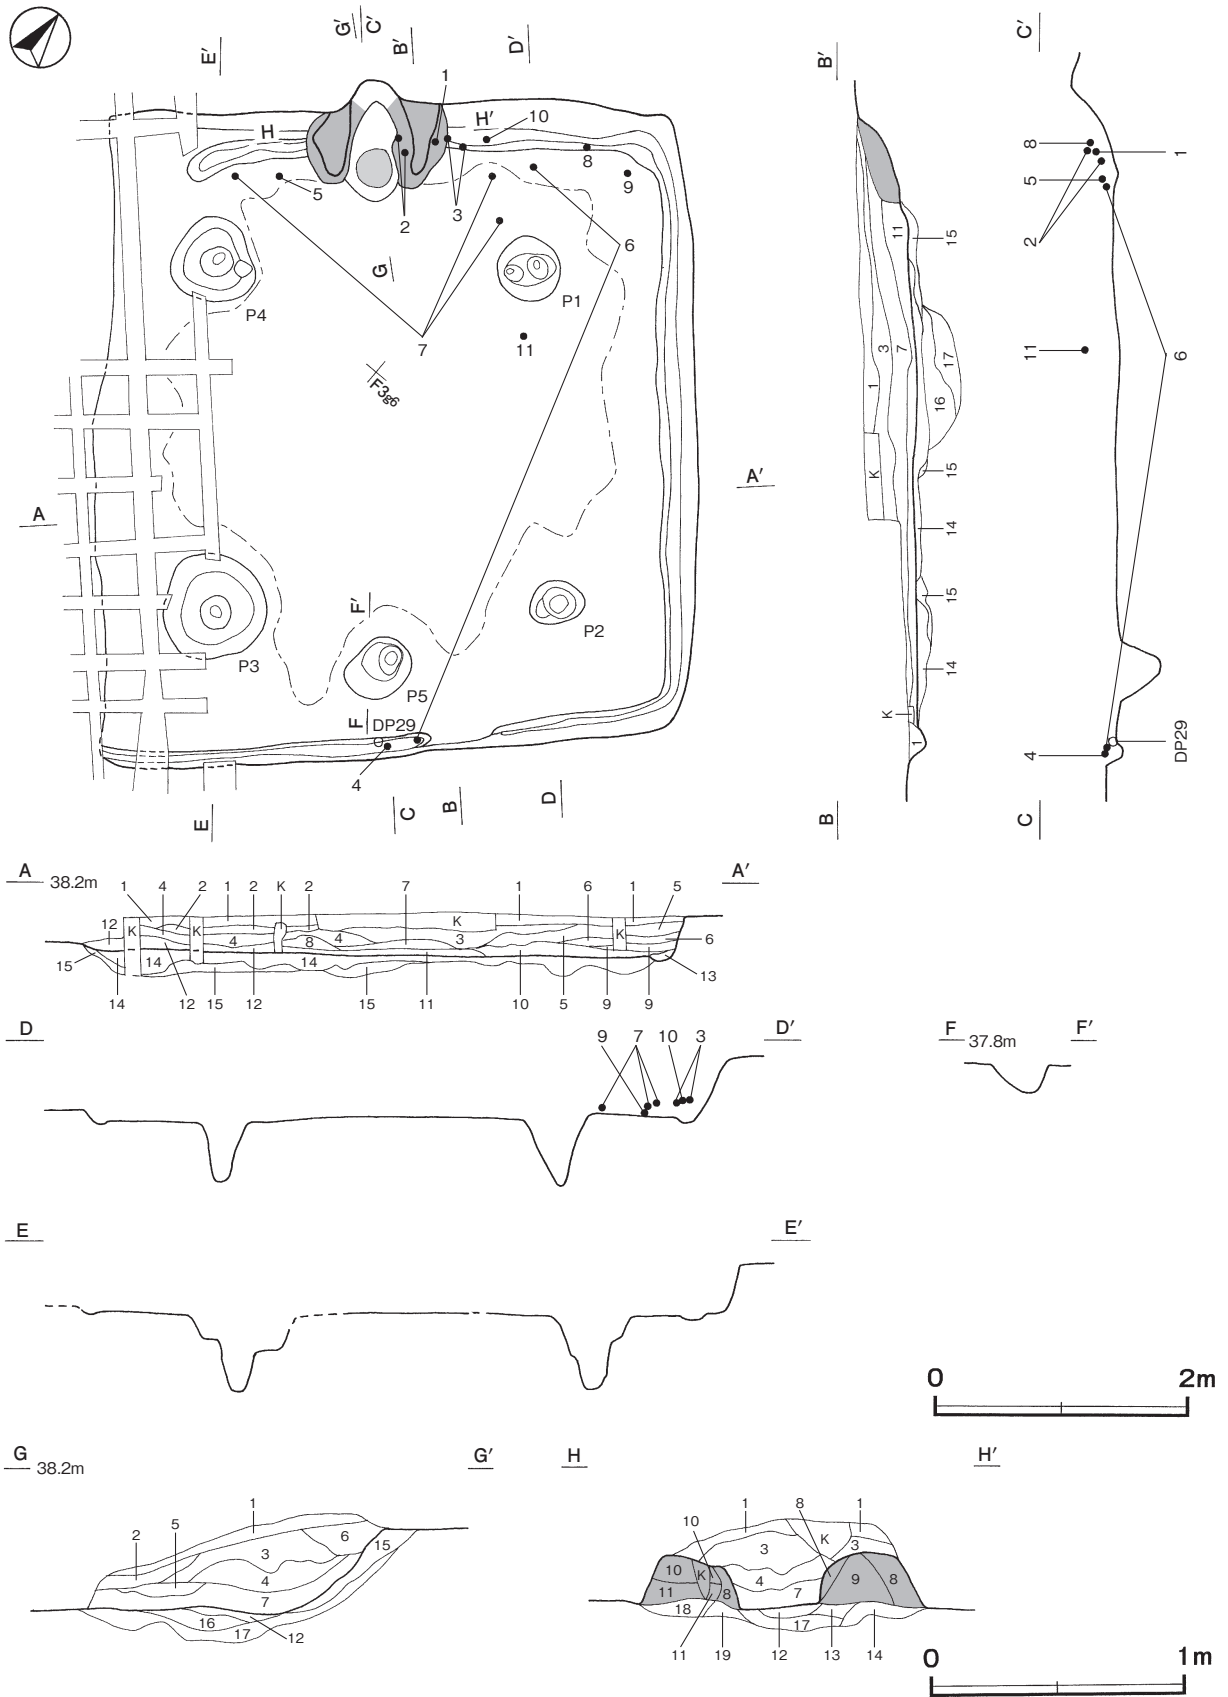 G′ C′
E′ B′ D′
1
H H′ 10
8
5 9
2 3
6
G
P4 P1
7 11
F3g6
A A′
F′
P2
P3
P5
F DP29
4
E C B D
B′
11 15
3 7 17
1 16
K 15
14
15
14
K
1
B
C′
8 1
5
2
11 6
4 DP29
C
A 38.2m A′
1 4 2 1 2 K 2 7 1 6 1 5
12 K K K K
4 8 4 3 6
15 14 14 13
14 12 15 12 15 11 10 5 9 9
D D′
9 7 10 3
F 37.8m F′
E E′
0 2m
G 38.2m G′
1
2 5
3 6 15
4
7
16
17 12
H H′
1 8 1
10 K
3 3
10 K 4 7 9 8
11 8
18 17
11 19 12 13 14
0 1m